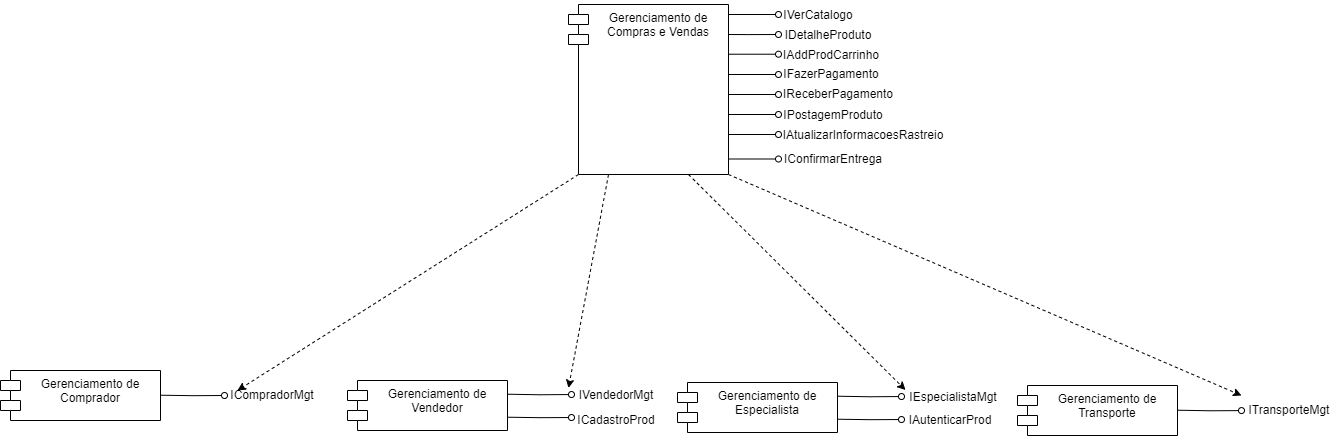 Gerenciamento de
Compras e Vendas
IVerCatalogo
IDetalheProduto
IAddProdCarrinho
IFazerPagamento
IReceberPagamento
IPostagemProduto
IAtualizarInformacoesRastreio
IConfirmarEntrega
Gerenciamento de
Comprador
ICompradorMgt
Gerenciamento de
Vendedor
IVendedorMgt
ICadastroProd
Gerenciamento de
Especialista
IEspecialistaMgt
IAutenticarProd
Gerenciamento de
Transporte
ITransporteMgt